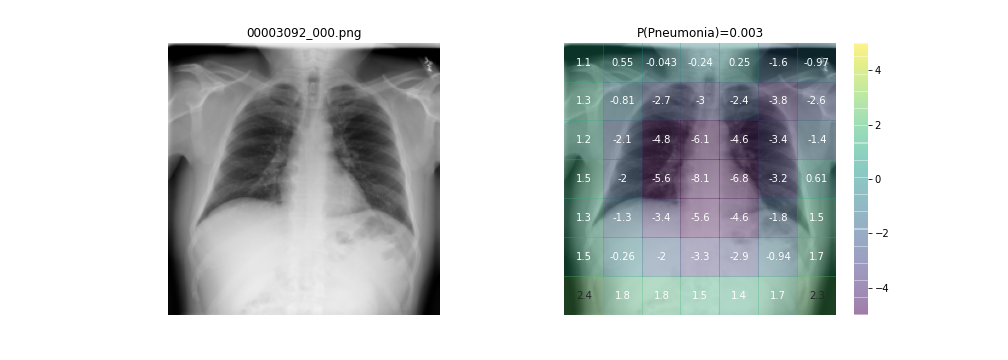 00003092_000.png
P(Pneumonia)=0.003
1.1 0.55 -0.043 -0.24 0.25 -1.6 -0.97
1.3 -0.81 -2.7 -3 -2.4 -3.8 -2.6
1.2 -2.1 -4.8 -6.1 -4.6 -3.4 -1.4
1.5 -2 -5.6 -8.1 -6.8 -3.2 0.61
1.3 -1.3 -3.4 -5.6 -4.6 -1.8 1.5
1.5 -0.26 -2 -3.3 -2.9 -0.94 1.7
2.4 1.8 1.8 1.5 1.4 1.7 2.3
4
2
0
−2
−4